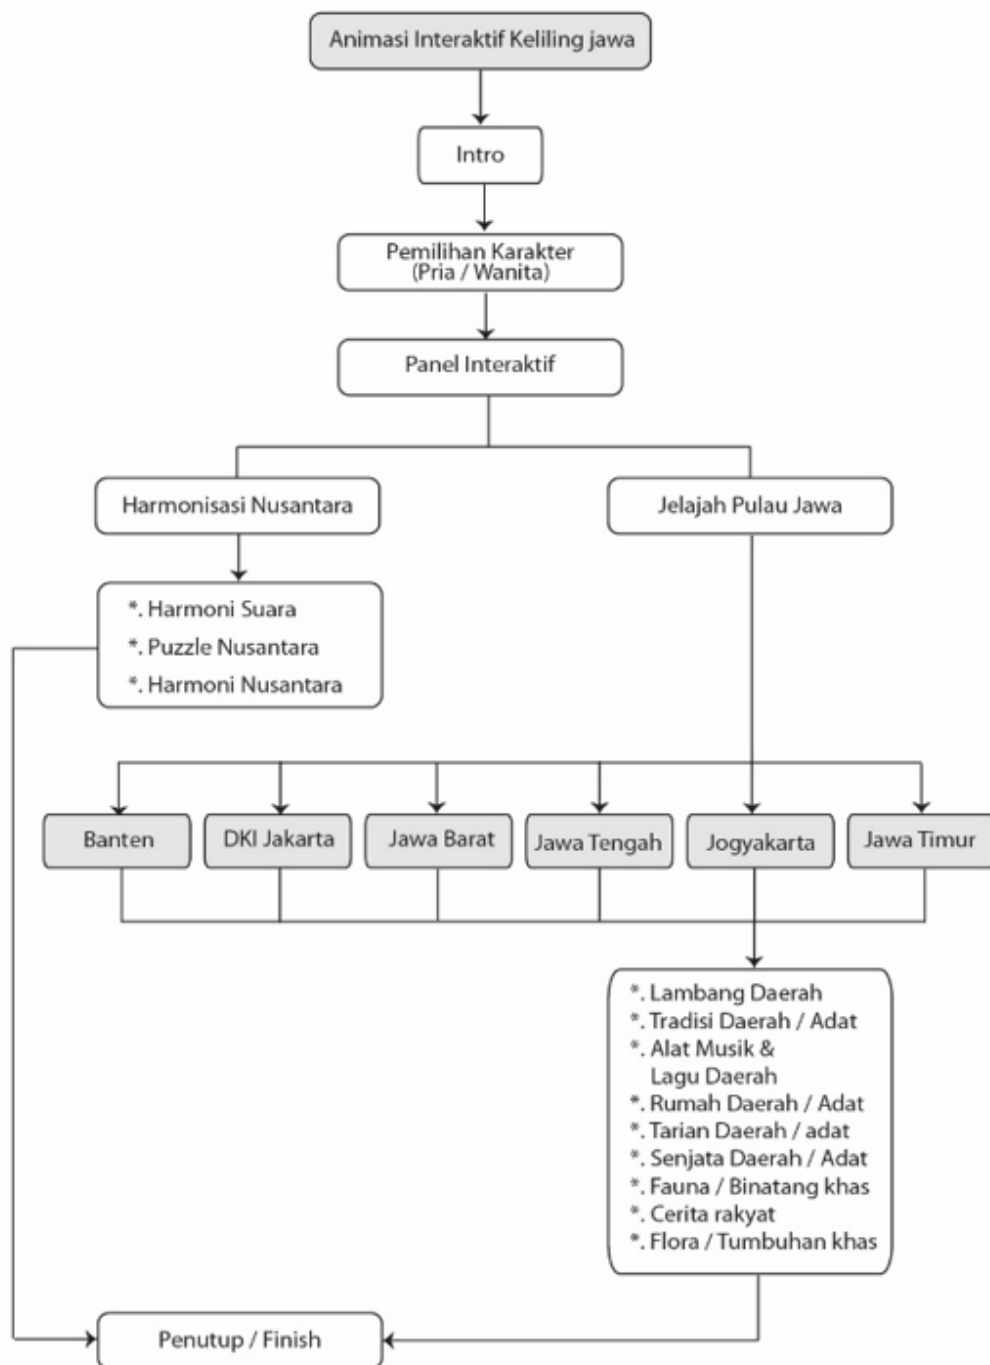 Animasi Interaktif Keliling jawa
Intro
Pemilihan Karakter
(Pria / Wanita)
Panel Interaktif
Harmonisasi Nusantara
Jelajah Pulau Jawa
*. Harmoni Suara
*. Puzzle Nusantara
*. Harmoni Nusantara
Banten
DKI Jakarta
Jawa Barat
Jawa Tengah
Jogyakarta
Jawa Timur
*. Lambang Daerah
*. Tradisi Daerah / Adat
*. Alat Musik &
Lagu Daerah
*. Rumah Daerah / Adat
*. Tarian Daerah / adat
*. Senjata Daerah / Adat
*. Fauna / Binatang khas
*. Cerita rakyat
*. Flora / Tumbuhan khas
Penutup / Finish